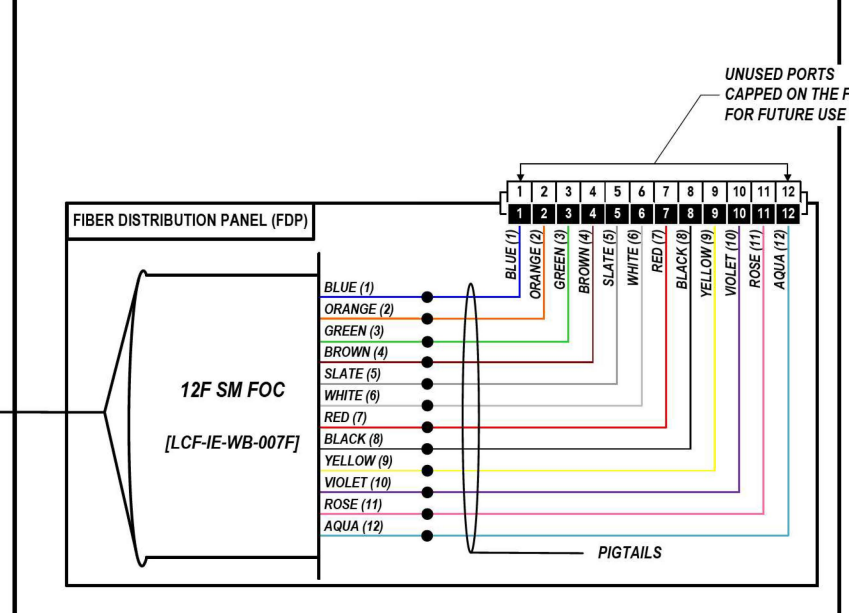 UNUSED PORTS
CAPPED ON THE F
FOR FUTURE USE
1 2 3 4 5 6 7 8 9 10 11 12
1 2 3 4 5 6 7 8 9 10 11 12
FIBER DISTRIBUTION PANEL (FDP)
BLUE (1)
ORANGE (2)
GREEN (3)
BROWN (4)
SLATE (5)
WHITE (6)
RED (7)
BLACK (8)
YELLOW (9)
VIOLET (10)
ROSE (11)
AQUA (12)
BLUE (1)
ORANGE (2)
GREEN (3)
BROWN (4)
SLATE (5)
WHITE (6)
RED (7)
BLACK (8)
YELLOW (9)
VIOLET (10)
ROSE (11)
AQUA (12)
12F SM FOC
[LCF-IE-WB-007F]
PIGTAILS